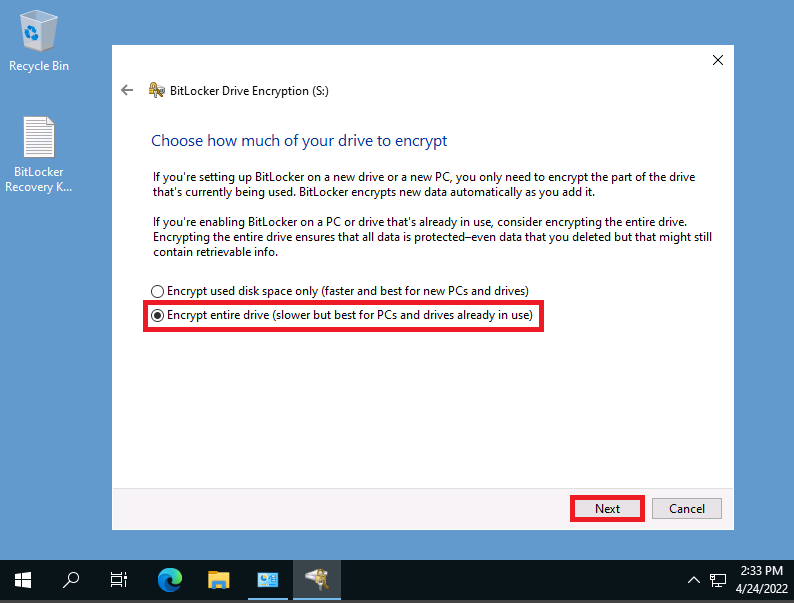 Recycle Bin
BitLocker
Recovery K...
BitLocker Drive Encryption (S:)
Choose how much of your drive to encrypt
If you're setting up BitLocker on a new drive or a new PC, you only need to encrypt the part of the drive
that's currently being used. BitLocker encrypts new data automatically as you add it.
If you're enabling BitLocker on a PC or drive that's already in use, consider encrypting the entire drive.
Encrypting the entire drive ensures that all data is protected–even data that you deleted but that might still
contain retrievable info.
Encrypt used disk space only (faster and best for new PCs and drives)
Encrypt entire drive (slower but best for PCs and drives already in use)
Next
Cancel
2:33 PM
4/24/2022